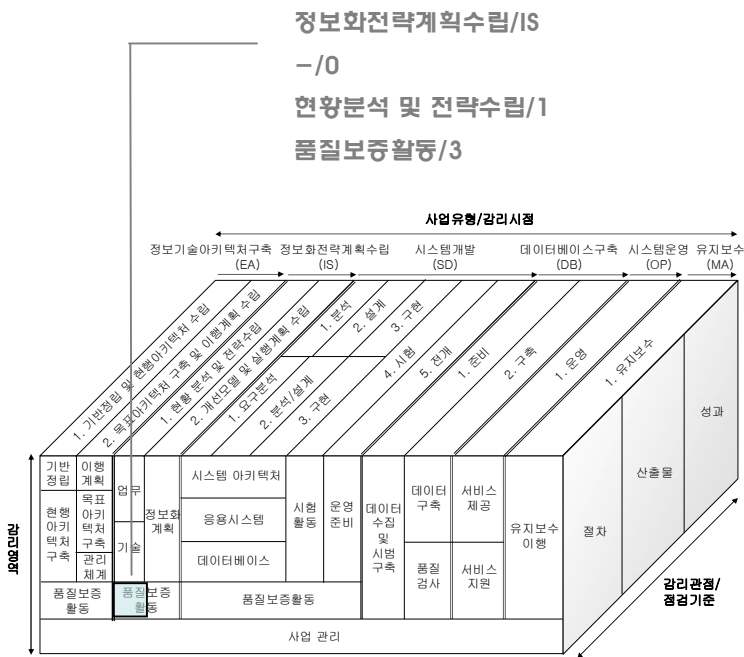 정보화전략계획수립/IS
-/0
현황분석 및 전략수립/1
품질보증활동/3
사업유형/감리시점
정보기술아키텍처구축
(EA)
정보화전략계획수립
(IS)
시스템개발
(SD)
데이터베이스구축
(DB)
시스템운영
(OP)
유지보수
(MA)
1. 기반정립 및 현행아키텍처 수립
2. 목표아키텍처 구축 및 이행계획 수립
1. 현황 분석 및 전략수립
2. 개선모델 및 실행계획 수립
1. 분석
2. 설계
3. 구현
1. 요구분석
2. 분석/설계
3. 구현
4. 시험
5. 전개
1. 준비
2. 구축
1. 운영
1. 유지보수
성과
산출물
절차
감리영역
기반
정립
이행
계획
현행
아키
텍처
구축
목표
아키
텍처
구축
관리
체계
업무
기술
정보화
계획
시스템 아키텍처
응용시스템
데이터베이스
시험
활동
운영
준비
데이터
수집
및
시범
구축
데이터
구축
품질
검사
서비스
제공
서비스
지원
유지보수
이행
품질보증
활동
품질보증
활동
품질보증활동
사업 관리
감리관점/
점검기준